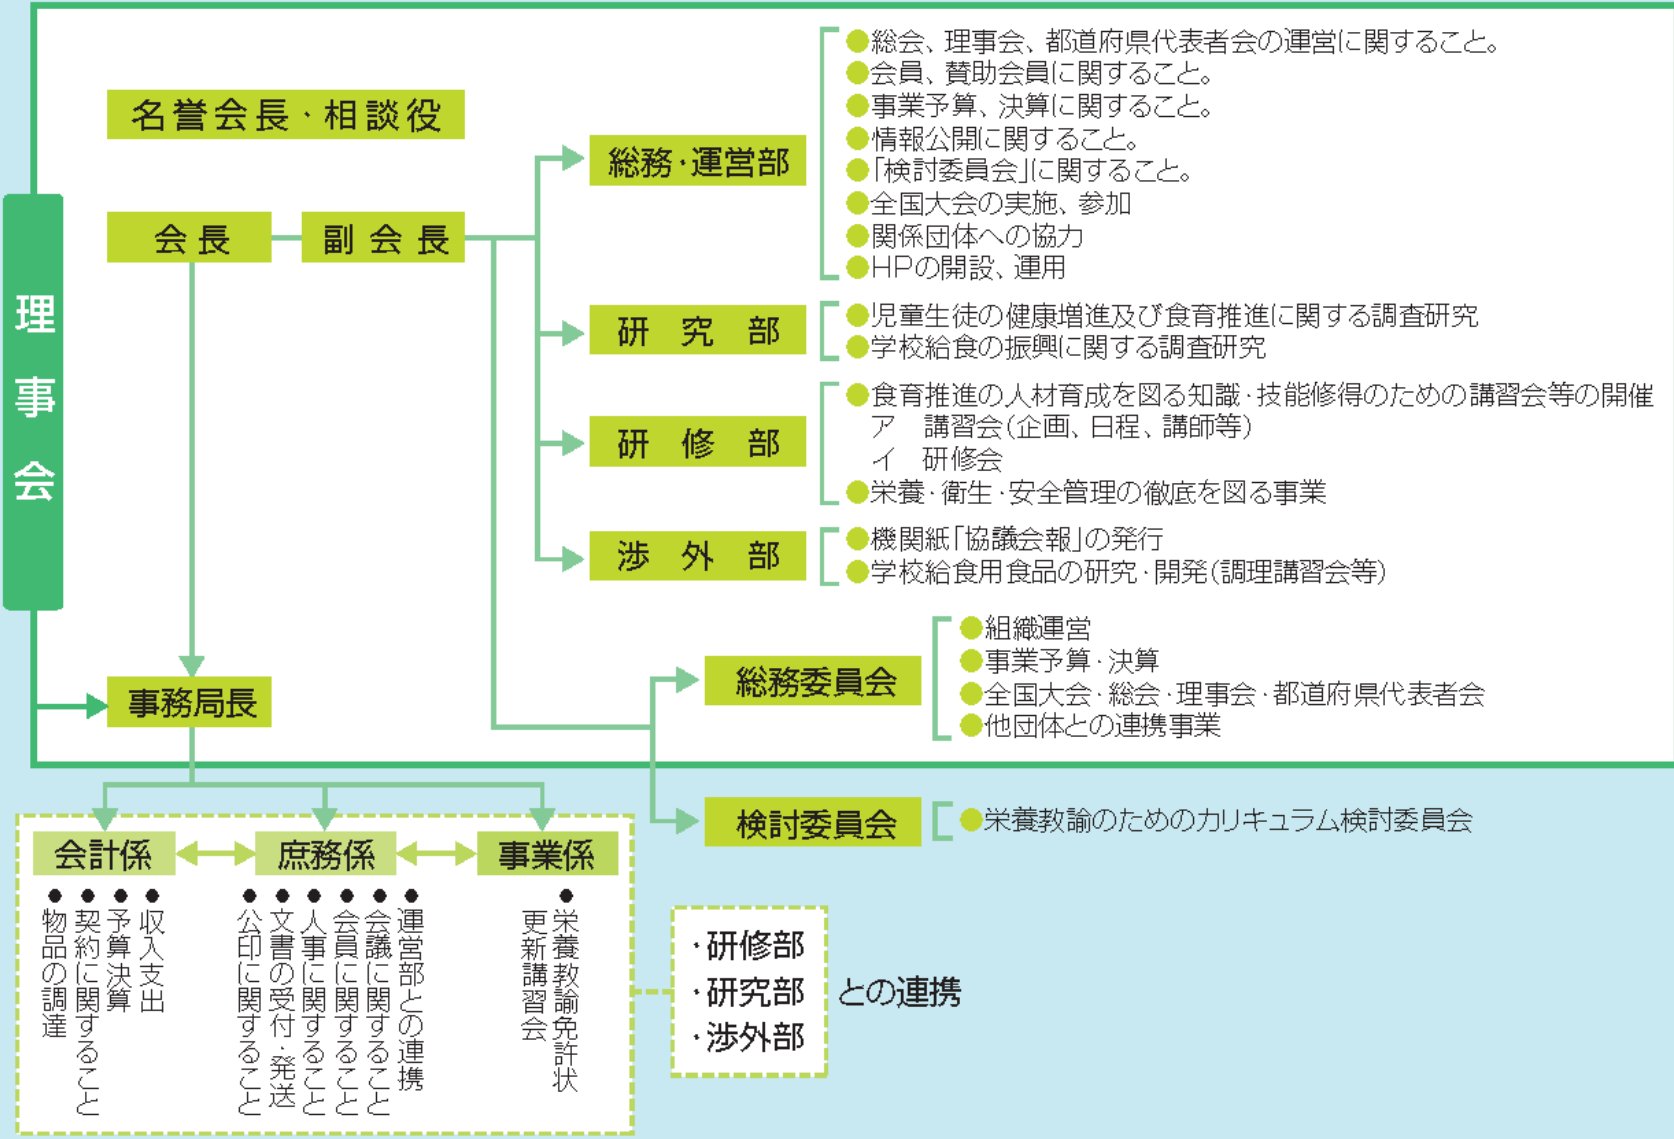 理事会
名誉会長・相談役
会長
副会長
総務・運営部
●総会、理事会、都道府県代表者会の運営に関すること。
●会員、賛助会員に関すること。
●事業予算、決算に関すること。
●情報公開に関すること。
●「検討委員会」に関すること。
●全国大会の実施、参加
●関係団体への協力
●HPの開設、運用
研究部
●児童生徒の健康増進及び食育推進に関する調査研究
●学校給食の振興に関する調査研究
研修部
●食育推進の人材育成を図る知識・技能修得のための講習会等の開催
ア 講習会(企画、日程、講師等)
イ 研修会
●栄養・衛生・安全管理の徹底を図る事業
渉外部
●機関紙「協議会報」の発行
●学校給食用食品の研究・開発(調理講習会等)
総務委員会
●組織運営
●事業予算・決算
●全国大会・総会・理事会・都道府県代表者会
●他団体との連携事業
検討委員会
●栄養教諭のためのカリキュラム検討委員会
事務局長
会計係
●収入支出
●予算決算
●契約に関すること
●物品の調達
庶務係
●運営部との連携
●会議に関すること
●会員に関すること
●人事に関すること
●文書の受付・発送
●公印に関すること
事業係
●栄養教諭免許状
更新講習会
・研修部
・研究部
・渉外部
との連携